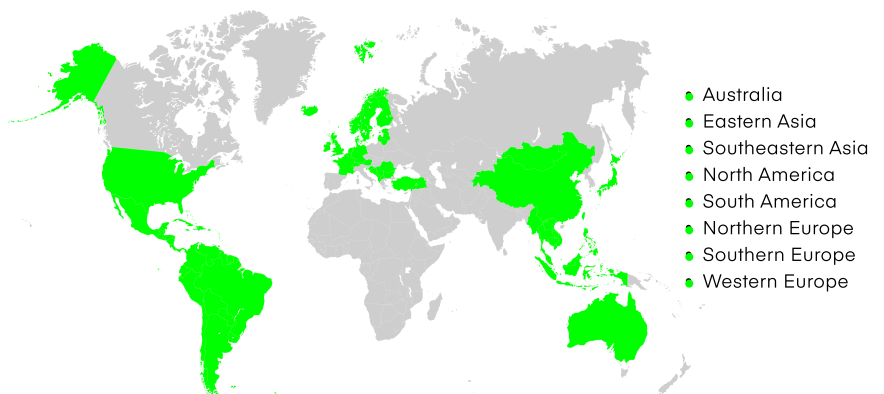 Australia
Eastern Asia
Southeastern Asia
North America
South America
Northern Europe
Southern Europe
Western Europe